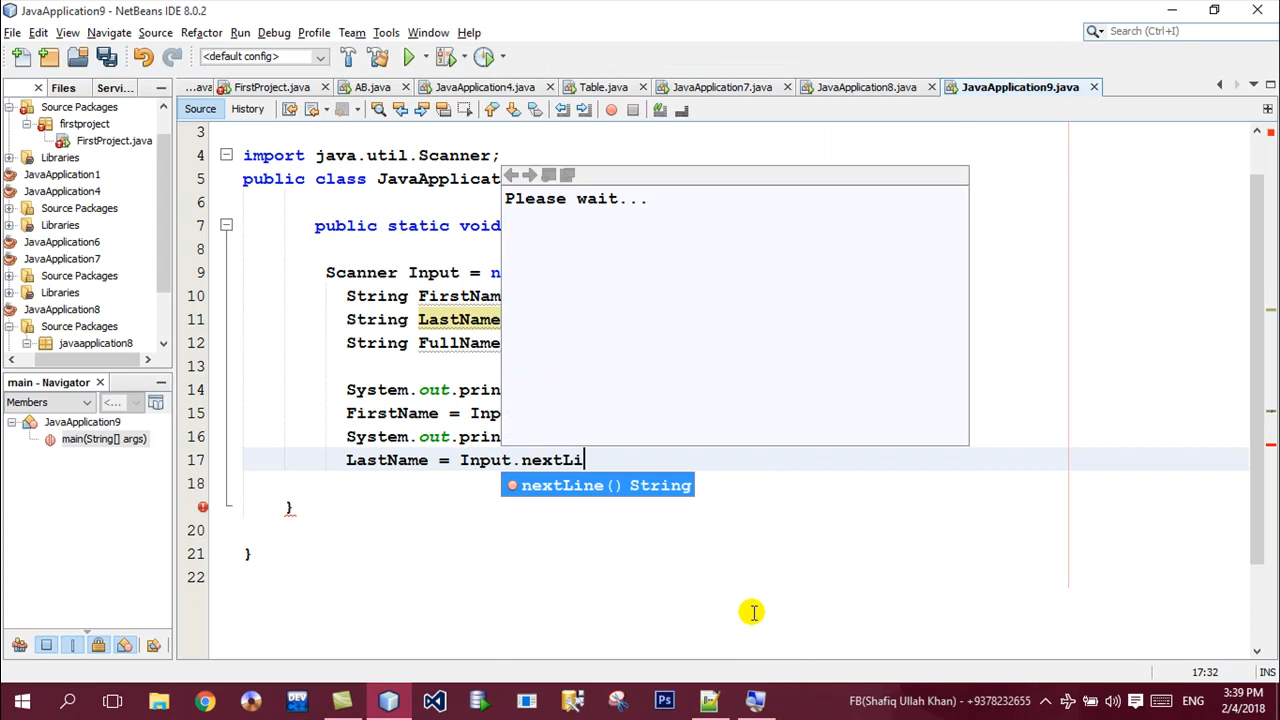 JavaApplication9 - NetBeans IDE 8.0.2
File Edit View Navigate Source Refactor Run Debug Profile Team Tools Window Help
Search (Ctrl+I)
<default config>
Files Servi...
...ava FirstProject.java AB.java JavaApplication4.java Table.java JavaApplication7.java JavaApplication8.java JavaApplication9.java
Source History
Source Packages
firstproject
FirstProject.java
Libraries
JavaApplication1
JavaApplication4
Source Packages
Libraries
JavaApplication6
JavaApplication7
Source Packages
Libraries
JavaApplication8
Source Packages
javaapplication8
main - Navigator
Members <...
JavaApplication9
main(String[] args)
3
4 import java.util.Scanner;
5 public class JavaApplicat
6
7 public static void
8
9 Scanner Input = n
10 String FirstNam
11 String LastName
12 String FullName
13
14 System.out.prin
15 FirstName = Inp
16 System.out.prin
17 LastName = Input.nextLi
18
}
20
21 }
22
Please wait...
nextLine() String
17:32 INS
FB(Shafiq Ullah Khan) - +9378232655
ENG
3:39 PM
2/4/2018